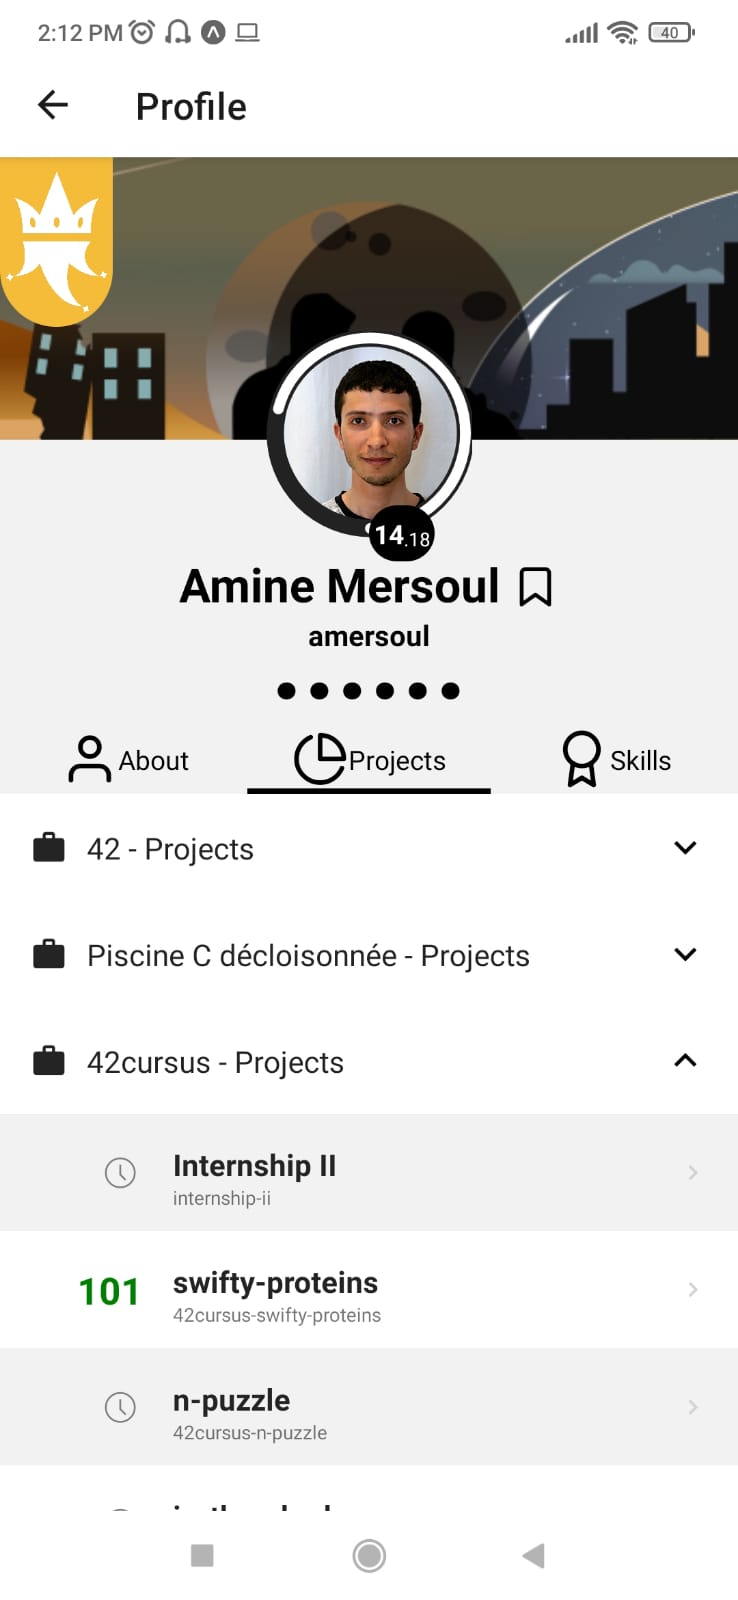 2:12 PM
40
Profile
14.18
Amine Mersoul
amersoul
About
Projects
Skills
42 - Projects
Piscine C décloisonnée - Projects
42cursus - Projects
Internship II
internship-ii
101
swifty-proteins
42cursus-swifty-proteins
n-puzzle
42cursus-n-puzzle